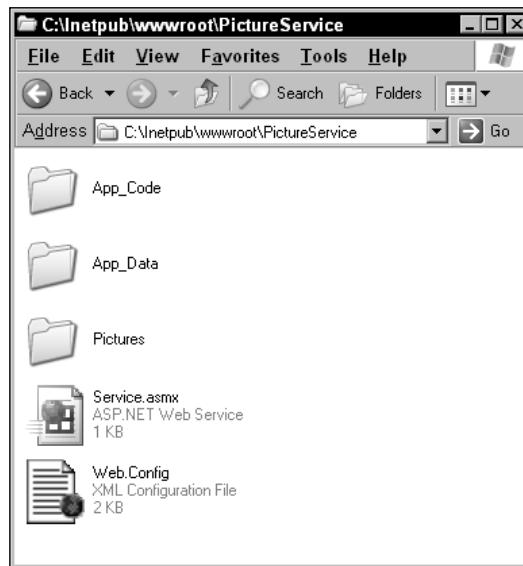 C:\Inetpub\wwwroot\PictureService
File Edit View Favorites Tools Help
Back Search Folders
Address C:\Inetpub\wwwroot\PictureService Go
App_Code
App_Data
Pictures
Service.asmx
ASP.NET Web Service
1 KB
Web.Config
XML Configuration File
2 KB